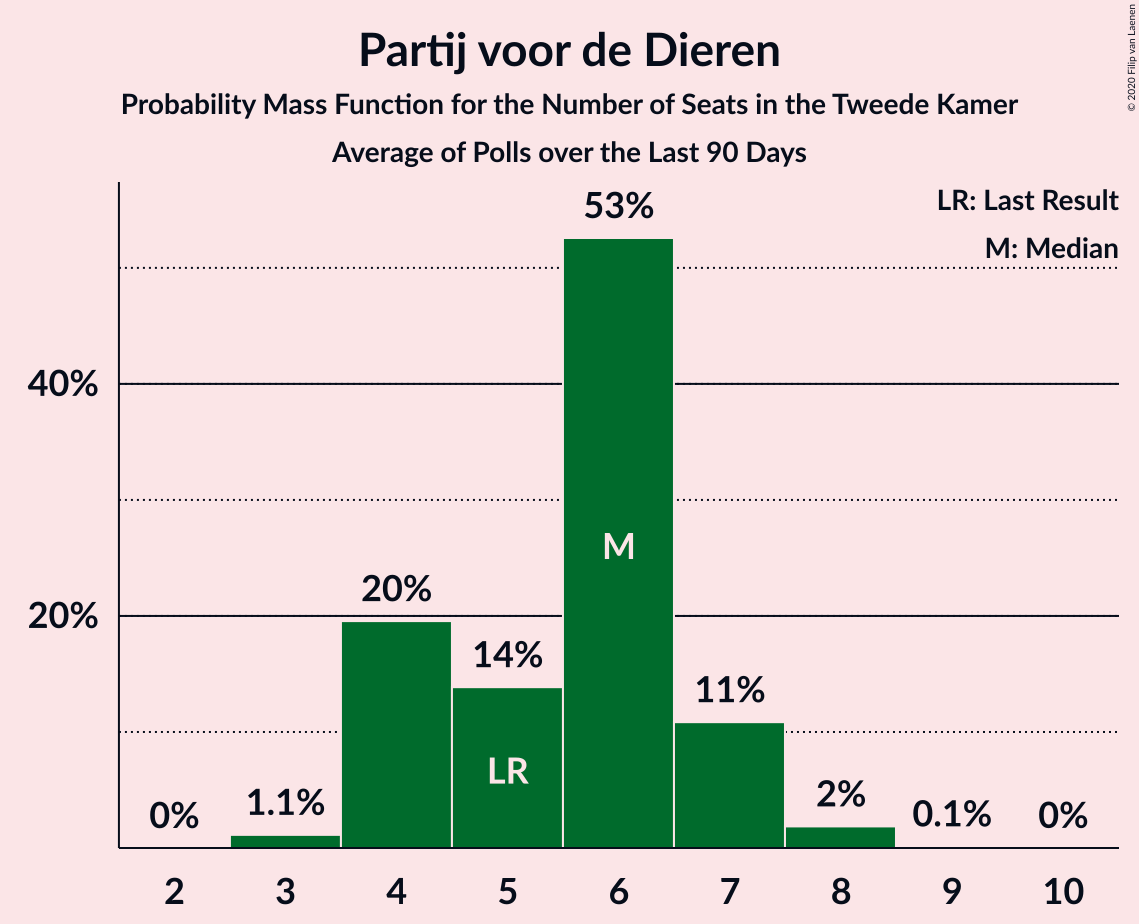 Partij voor de Dieren
Probability Mass Function for the Number of Seats in the Tweede Kamer
Average of Polls over the Last 90 Days
© 2020 Filip van Laenen
LR: Last Result
M: Median
53%
40%
M
20%
20%
14%
11%
LR
0%
1.1%
2%
0.1%
0%
2 3 4 5 6 7 8 9 10